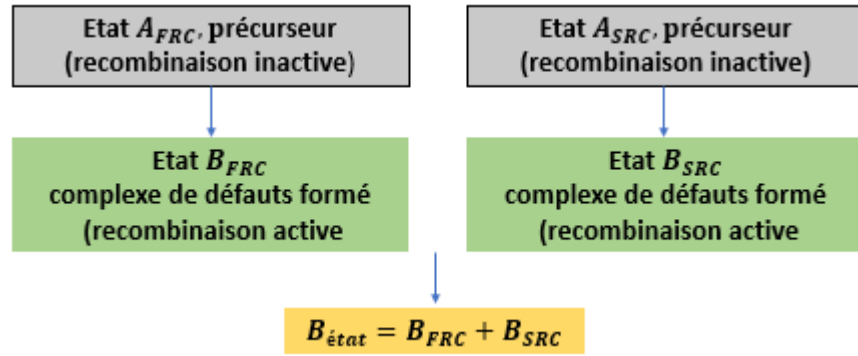 Etat A_FRC, précurseur
(recombinaison inactive)
Etat A_SRC, précurseur
(recombinaison inactive)
Etat B_FRC
complexe de défauts formé
(recombinaison active
Etat B_SRC
complexe de défauts formé
(recombinaison active
B_état = B_FRC + B_SRC